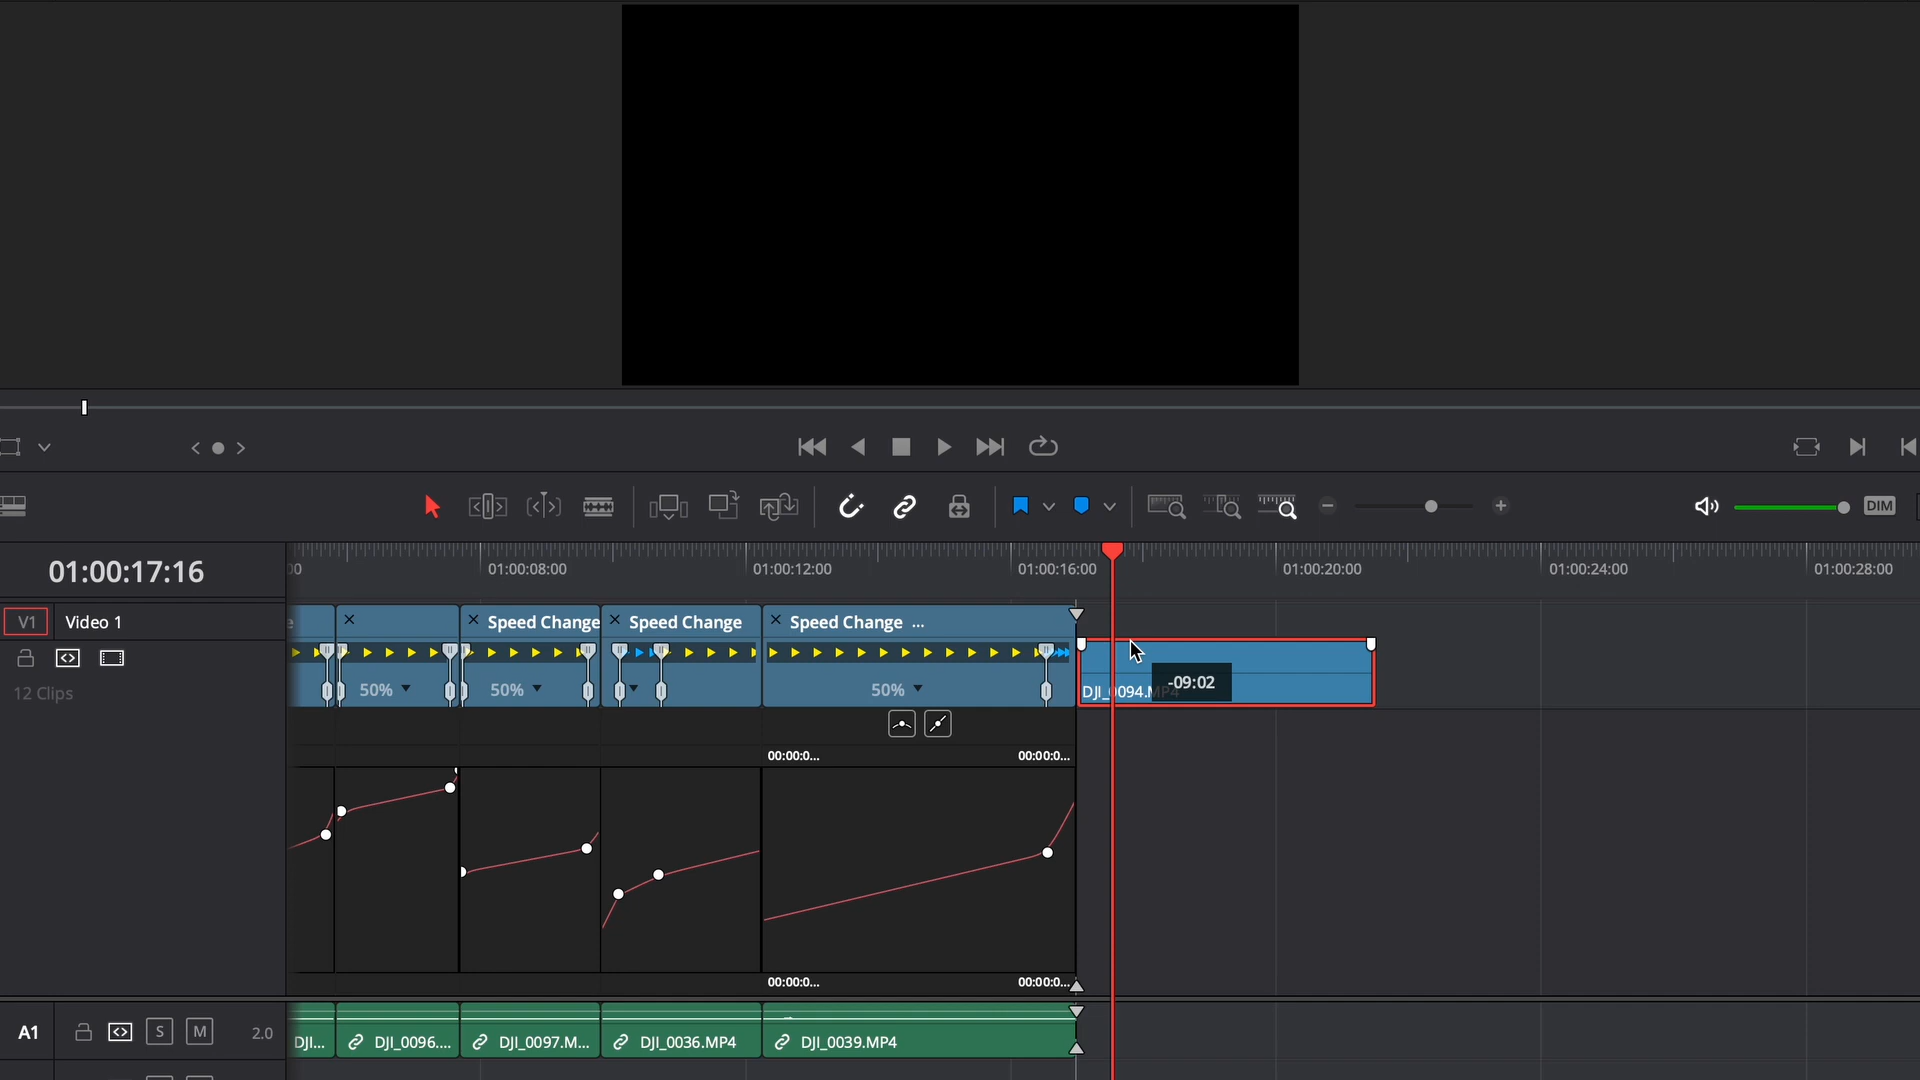 DIM
01:00:17:16
00
01:00:08:00
01:00:12:00
01:00:16:00
01:00:20:00
01:00:24:00
01:00:28:00
V1
Video 1
e
Speed Change
Speed Change
Speed Change ...
12 Clips
50%
50%
50%
DJI_0094.MP4
-09:02
00:00:0...
00:00:0...
00:00:0...
00:00:0...
A1
S
M
2.0
DJI...
DJI_0096....
DJI_0097.M...
DJI_0036.MP4
DJI_0039.MP4